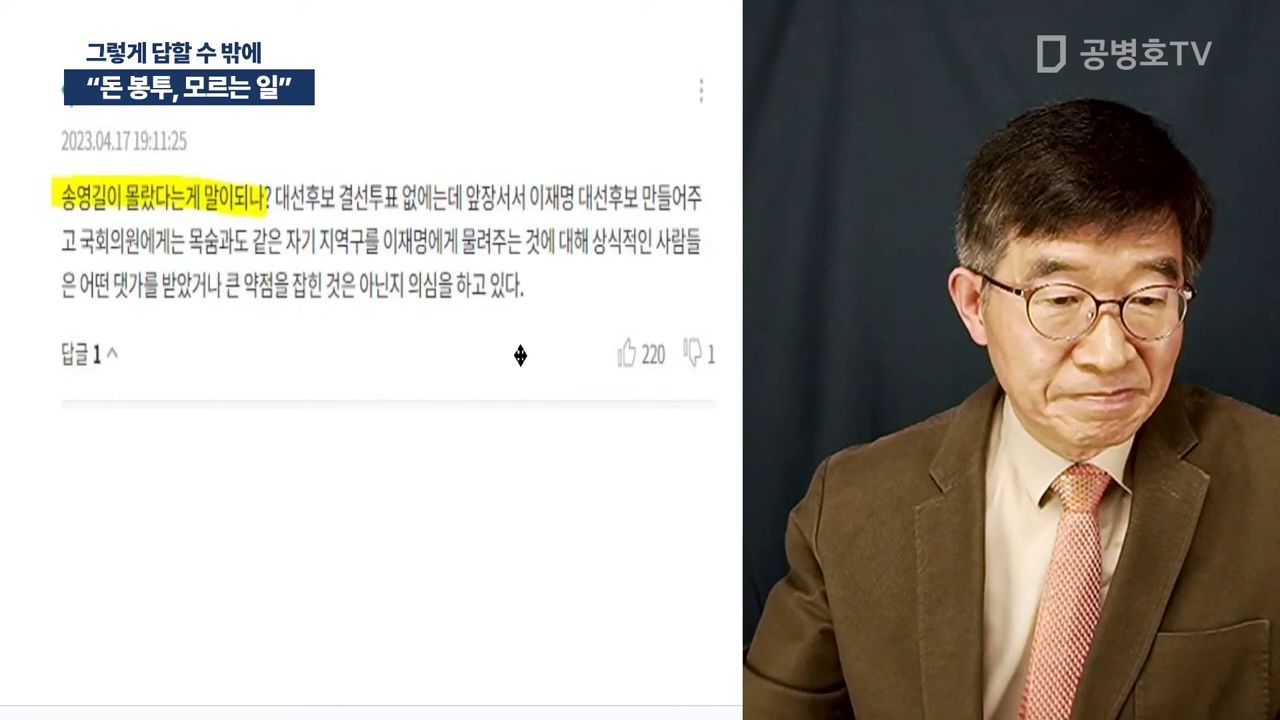 그렇게 답할 수 밖에
“돈 봉투, 모르는 일”
공병호TV
2023.04.17 19:11:25
송영길이 몰랐다는게 말이되나? 대선후보 결선투표 없에는데 앞장서서 이재명 대선후보 만들어주
고 국회의원에게는 목숨과도 같은 자기 지역구를 이재명에게 물려주는 것에 대해 상식적인 사람들
은 어떤 댓가를 받았거나 큰 약점을 잡힌 것은 아닌지 의심을 하고 있다.
답글 1
220
1